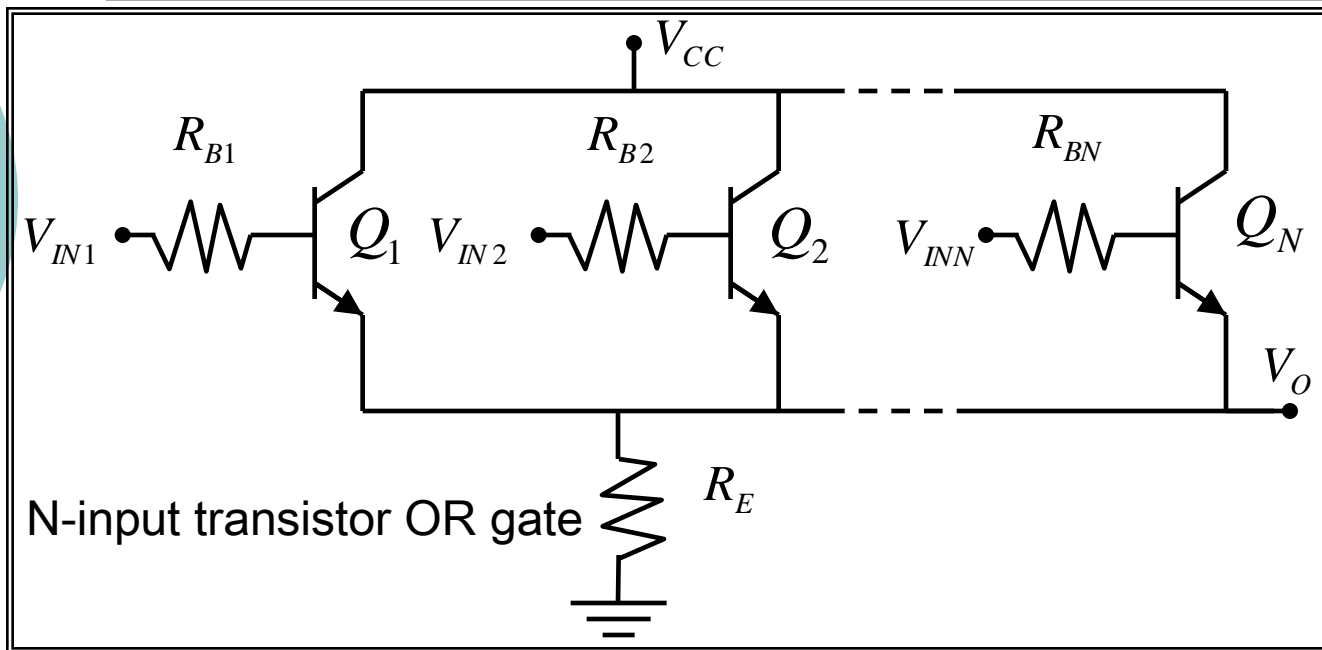 V_CC
R_B1
R_B2
R_BN
V_IN1
Q_1
V_IN2
Q_2
V_INN
Q_N
V_O
R_E
N-input transistor OR gate